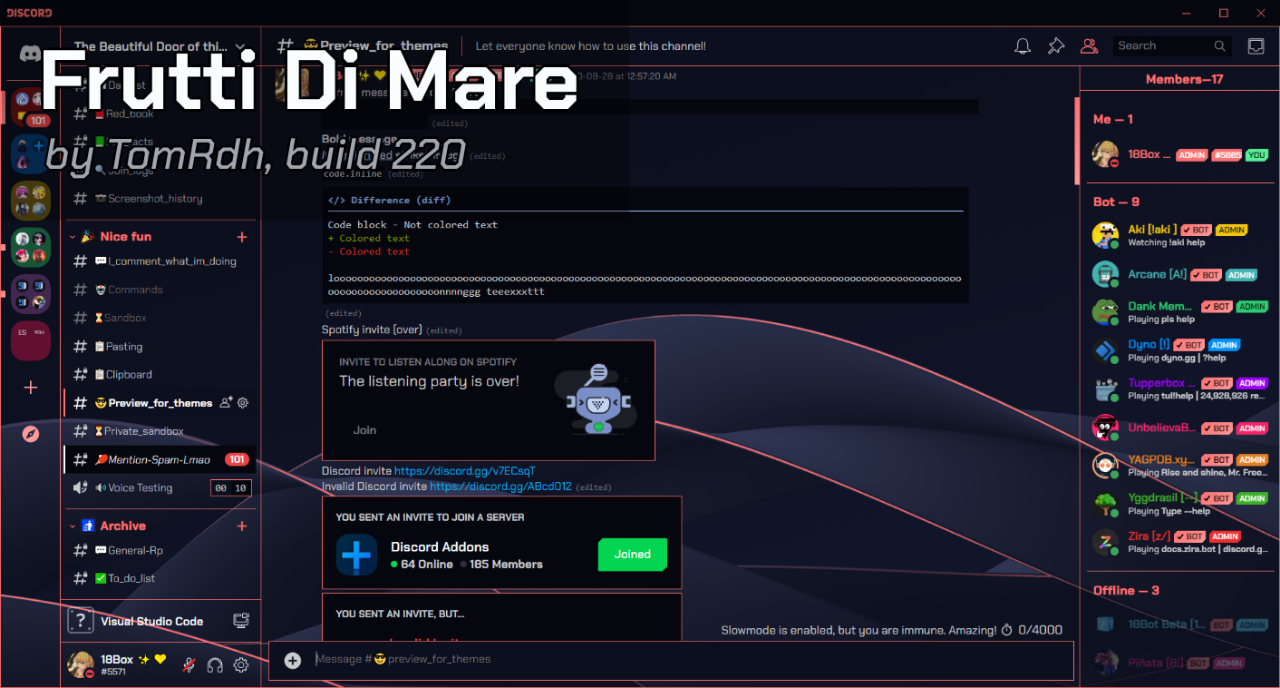 DISCORD
The Beautiful Door of thi...
Preview_for_themes
Let everyone know how to use this channel!
Search
Frutti Di Mare
by TomRdh, build 220
101
Red_book
Join_logs
Screenshot_history
Nice fun
I_comment_what_im_doing
Commands
Sandbox
Pasting
Clipboard
Preview_for_themes
Private_sandbox
Mention-Spam-Lmao
101
Voice Testing
00 10
Archive
General-Rp
To_do_list
Visual Studio Code
18Box
#5571
0-08-28 at 12:57:20 AM
(edited)
(edited)
code.inline (edited)
</> Difference (diff)
Code block - Not colored text
+ Colored text
- Colored text
teeexxxttt
(edited)
Spotify invite [over] (edited)
INVITE TO LISTEN ALONG ON SPOTIFY
The listening party is over!
Join
Discord invite https://discord.gg/v7ECsqT
Invalid Discord invite https://discord.gg/ABcd012 (edited)
YOU SENT AN INVITE TO JOIN A SERVER
Discord Addons
64 Online 185 Members
Joined
YOU SENT AN INVITE, BUT...
Slowmode is enabled, but you are immune. Amazing! 0/4000
Message #preview_for_themes
Members—17
Me — 1
18Box ... ADMIN #5865 YOU
Bot — 9
Aki [!aki ] ✓ BOT ADMIN
Watching !aki help
Arcane [A!] ✓ BOT ADMIN
Dank Mem... ✓ BOT ADMIN
Playing pls help
Dyno [!] ✓ BOT ADMIN
Playing dyno.gg | ?help
Tupperbox ... ✓ BOT ADMIN
Playing tul!help | 24,928,926 re...
UnbelievaB... ✓ BOT ADMIN
YAGPDB.xy... ✓ BOT ADMIN
Playing Rise and shine, Mr. Free...
Yggdrasil [--] ✓ BOT ADMIN
Playing Type --help
Zira [z/] ✓ BOT ADMIN
Playing docs.zira.bot | discord.g...
Offline — 3
18Bot Beta [1... BOT ADMIN
Piñata [B!] BOT ADMIN